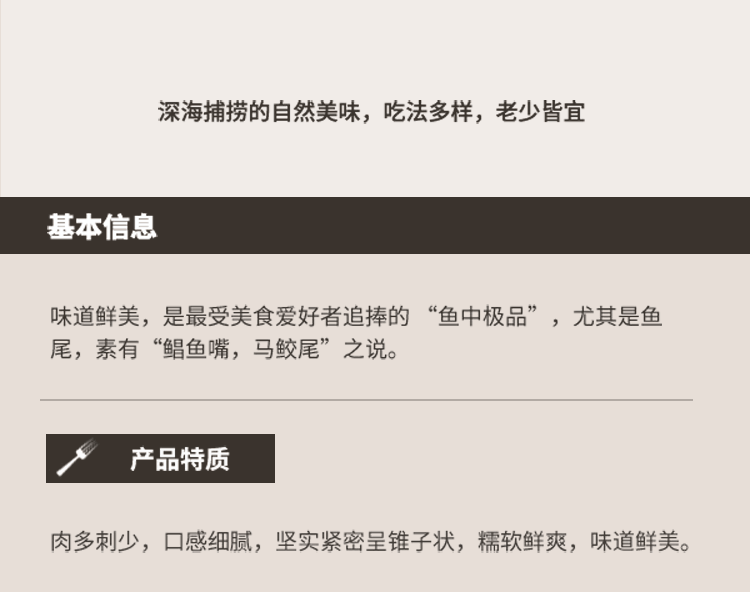 深海捕捞的自然美味，吃法多样，老少皆宜
基本信息
味道鲜美，是最受美食爱好者追捧的 “鱼中极品” ，尤其是鱼
尾，素有“鲳鱼嘴，马鲛尾” 之说。
产品特质
肉多刺少，口感细腻，坚实紧密呈锥子状，糯软鲜爽，味道鲜美。